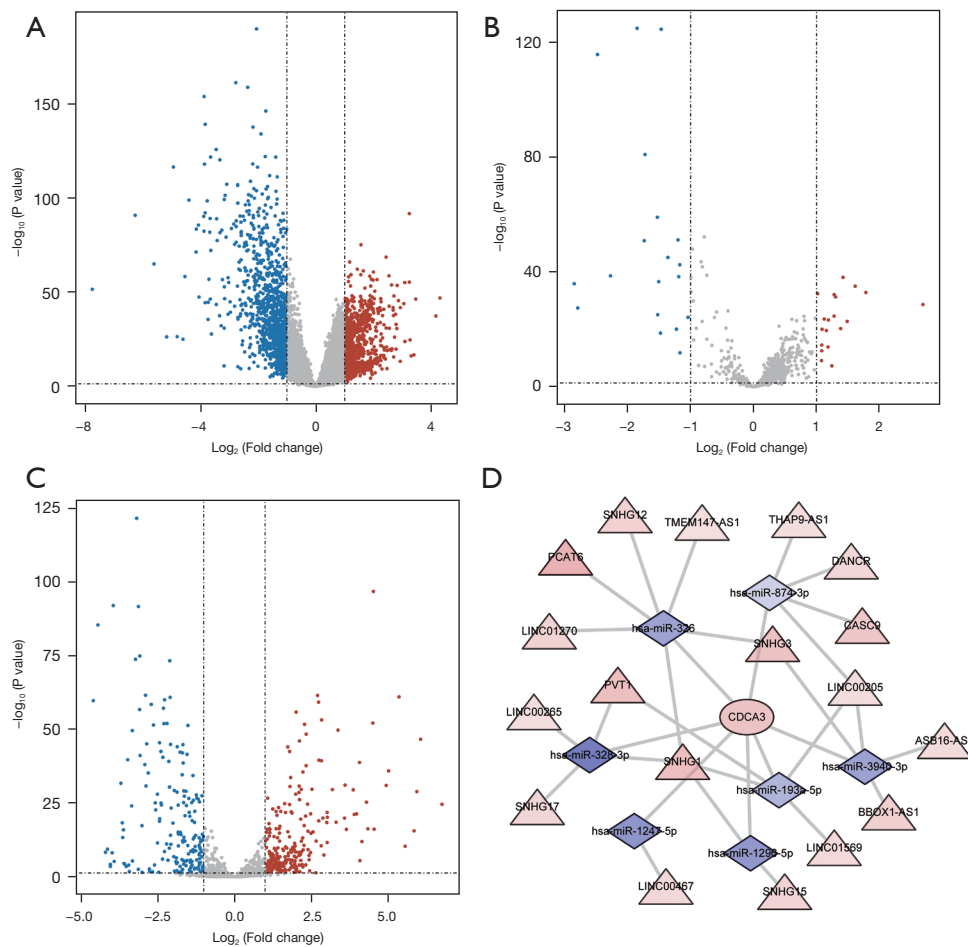 A
−log₁₀ (P value)
150
100
50
0
−8
−4
0
4
Log₂ (Fold change)
B
−log₁₀ (P value)
120
80
40
0
−3
−2
−1
0
1
2
Log₂ (Fold change)
C
−log₁₀ (P value)
125
100
75
50
25
0
−5.0
−2.5
0.0
2.5
5.0
Log₂ (Fold change)
D
SNHG12
TMEM147-AS1
THAP9-AS1
PCAT6
DANCR
hsa-miR-874-3p
LINC01270
hsa-miR-326
SNHG3
CASC9
PVT1
LINC00205
LINC00265
CDCA3
ASB16-AS
hsa-miR-328-3p
SNHG1
hsa-miR-3940-3p
hsa-miR-193a-5p
SNHG17
BBOX1-AS1
hsa-miR-1247-5p
hsa-miR-1296-5p
LINC01569
LINC00467
SNHG15